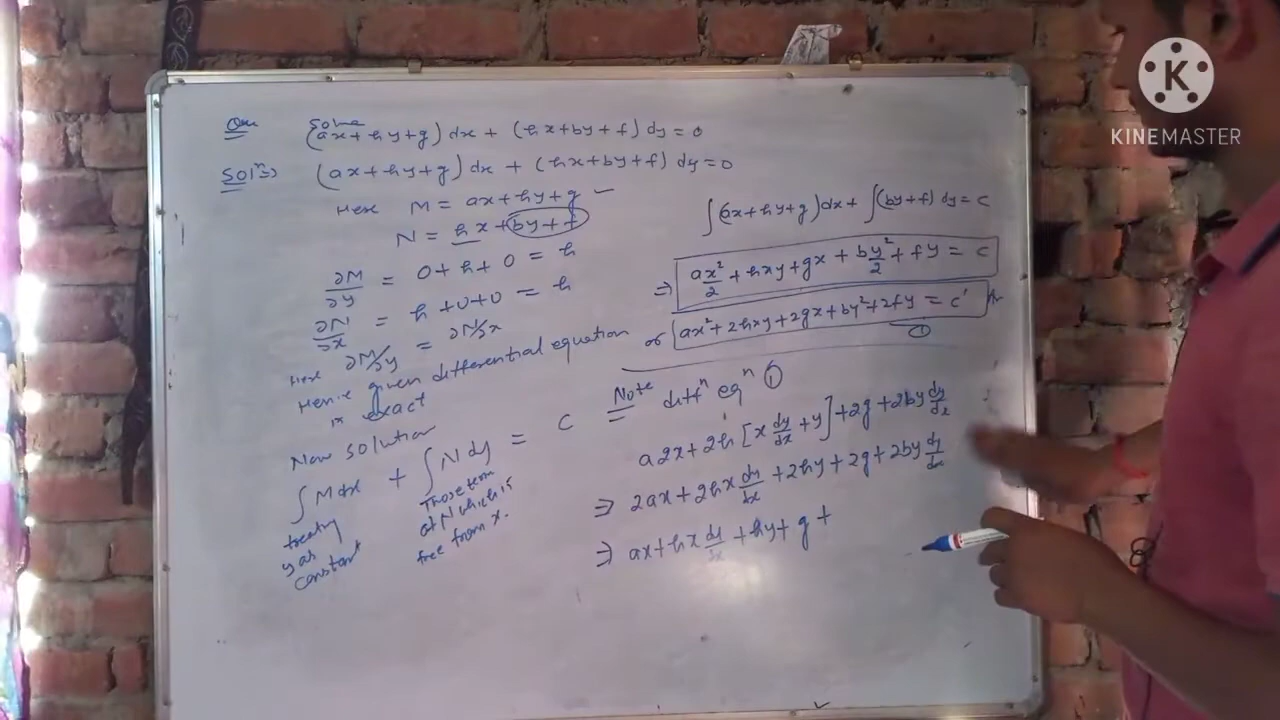 Que Solve
(ax+hy+g) dx + (hx+by+f) dy = 0
Solⁿ⇒ (ax+hy+g) dx + (hx+by+f) dy = 0
Here M = ax+hy+g ✓
N = hx+by+f
∂M/∂y = 0+h+0 = h
∂N/∂x = h+0+0 = h
Here ∂M/∂y = ∂N/∂x
Hence given differential equation
is exact
Now solution
∫Mdx + ∫Ndy = C
treating
y as
constant
Those term
of N which is
free from x.
∫(ax+hy+g) dx + ∫(by+f) dy = C
⇒ ax²/2 + hxy + gx + by²/2 + fy = C
or ax²+2hxy+2gx+by²+2fy = C'
①
Note diffⁿ eqⁿ ①
a2x+2h[x dy/dx + y] + 2g + 2by dy/dx
⇒ 2ax+2hx dy/dx + 2hy + 2g + 2by dy/dx
⇒ ax+hx dy/dx + hy + g +
K
KINEMASTER